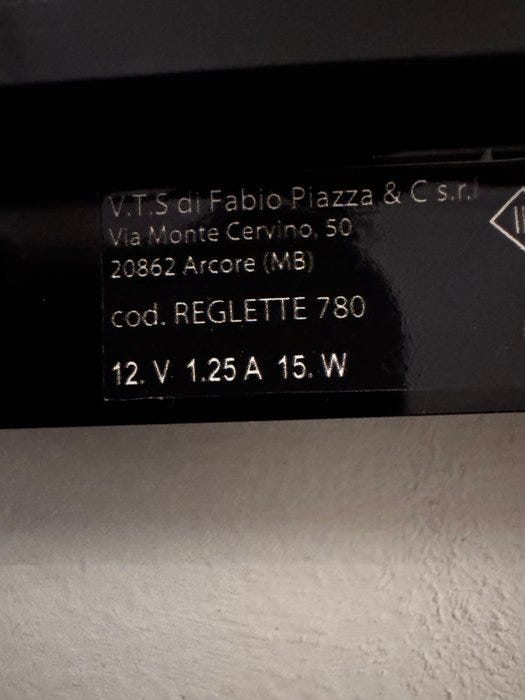 V.T.S di Fabio Piazza & C s.r.l
Via Monte Cervino, 50
20862 Arcore (MB)
cod. REGLETTE 780
12. V 1.25 A 15. W